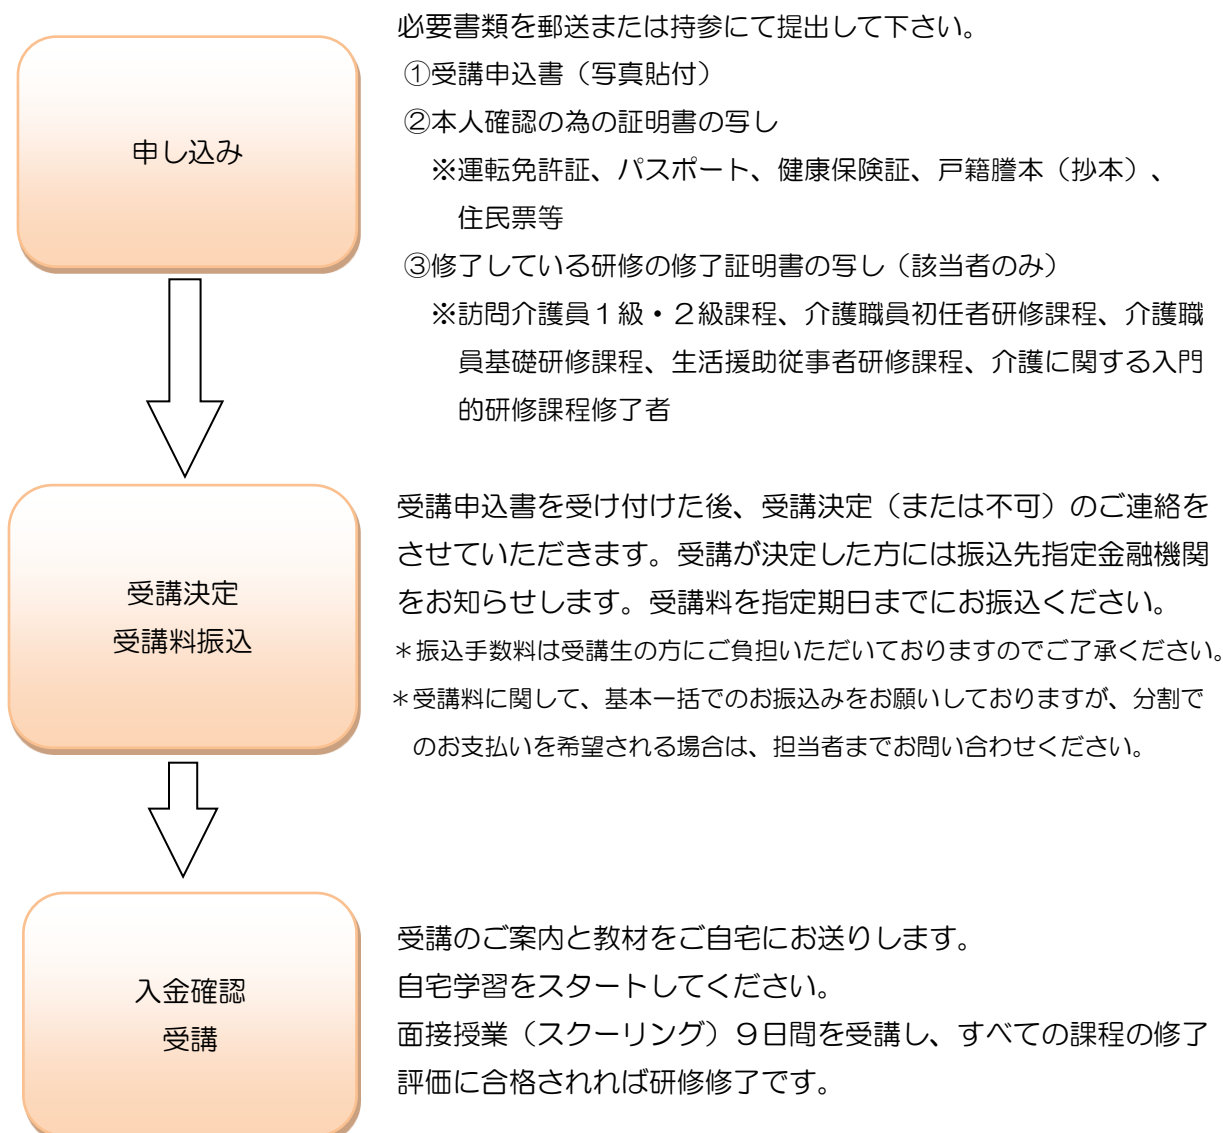 申し込み
必要書類を郵送または持参にて提出して下さい。
①受講申込書（写真貼付）
②本人確認の為の証明書の写し
※運転免許証、パスポート、健康保険証、戸籍謄本（抄本）、
住民票等
③修了している研修の修了証明書の写し（該当者のみ）
※訪問介護員１級・２級課程、介護職員初任者研修課程、介護職
員基礎研修課程、生活援助従事者研修課程、介護に関する入門
的研修課程修了者
受講決定
受講料振込
受講申込書を受け付けた後、受講決定（または不可）のご連絡を
させていただきます。受講が決定した方には振込先指定金融機関
をお知らせします。受講料を指定期日までにお振込ください。
＊振込手数料は受講生の方にご負担いただいておりますのでご了承ください。
＊受講料に関して、基本一括でのお振込みをお願いしておりますが、分割で
のお支払いを希望される場合は、担当者までお問い合わせください。
入金確認
受講
受講のご案内と教材をご自宅にお送りします。
自宅学習をスタートしてください。
面接授業（スクーリング）９日間を受講し、すべての課程の修了
評価に合格されれば研修修了です。